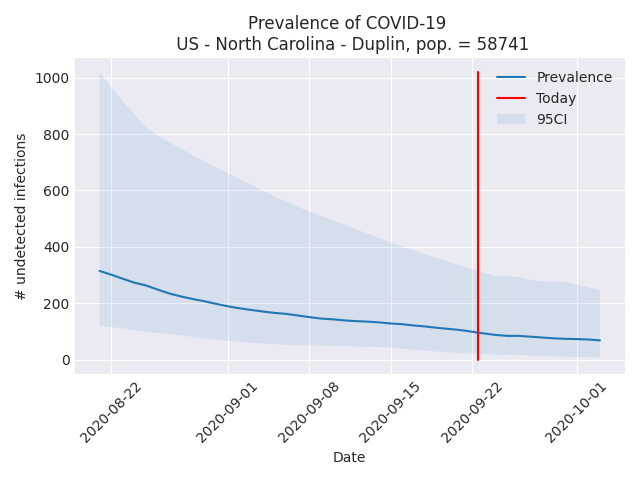 Prevalence of COVID-19
US - North Carolina - Duplin, pop. = 58741
Prevalence
Today
95CI
# undetected infections
1000
800
600
400
200
0
2020-08-22
2020-09-01
2020-09-08
2020-09-15
2020-09-22
2020-10-01
Date